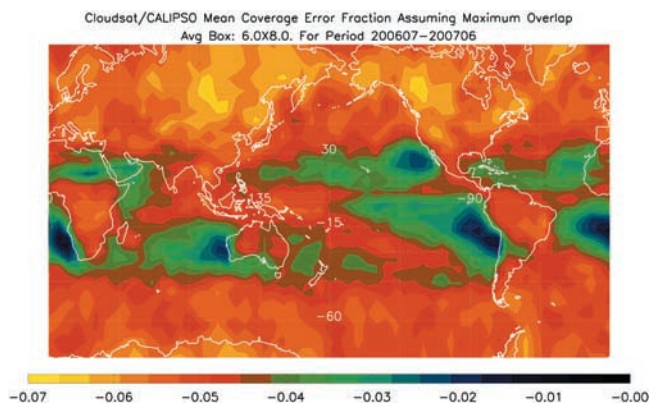 Cloudsat/CALIPSO Mean Coverage Error Fraction Assuming Maximum Overlap
Avg Box: 6.0X8.0. For Period 200607-200706
30
135
-90
-15
-60
-0.07 -0.06 -0.05 -0.04 -0.03 -0.02 -0.01 -0.00